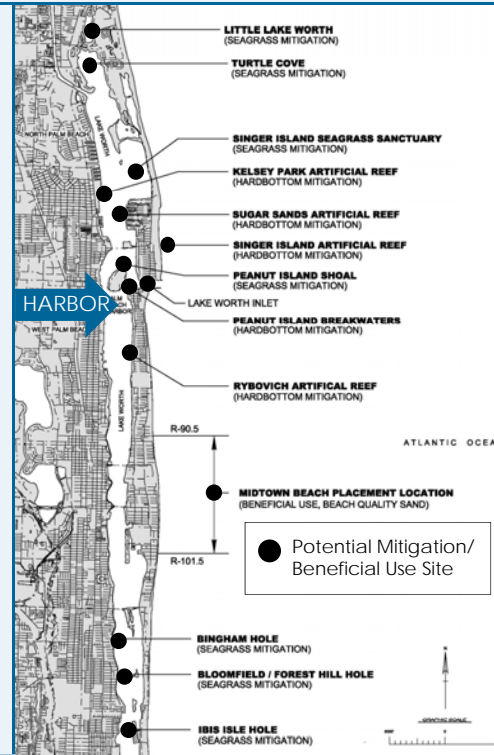 LITTLE LAKE WORTH
(SEAGRASS MITIGATION)
TURTLE COVE
(SEAGRASS MITIGATION)
NORTH PALM BEACH
LAKE WORTH
SINGER ISLAND SEAGRASS SANCTUARY
(SEAGRASS MITIGATION)
KELSEY PARK ARTIFICAL REEF
(HARDBOTTOM MITIGATION)
SUGAR SANDS ARTIFICAL REEF
(HARDBOTTOM MITIGATION)
SINGER ISLAND ARTIFICAL REEF
(HARDBOTTOM MITIGATION)
PEANUT ISLAND SHOAL
(SEAGRASS MITIGATION)
HARBOR
LAKE WORTH INLET
PEANUT ISLAND BREAKWATERS
(HARDBOTTOM MITIGATION)
WEST PALM BEAC
RYBOVICH ARTIFICAL REEF
(HARDBOTTOM MITIGATION)
LAKE WORTH
R-90.5
ATLANTIC OCEA
MIDTOWN BEACH PLACEMENT LOCATION
(BENEFICIAL USE, BEACH QUALITY SAND)
Potential Mitigation/
Beneficial Use Site
R-101.5
BINGHAM HOLE
(SEAGRASS MITIGATION)
BLOOMFIELD / FOREST HILL HOLE
(SEAGRASS MITIGATION)
N
GRAPHIC SCALE
IBIS ISLE HOLE
(SEAGRASS MITIGATION)